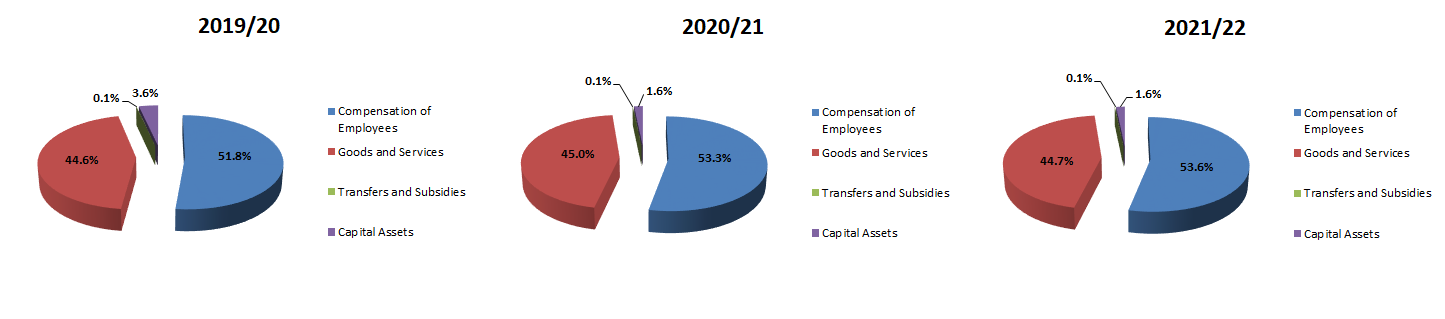 2019/20
0.1%
3.6%
44.6%
51.8%
Compensation of
Employees
Goods and Services
Transfers and Subsidies
Capital Assets
2020/21
0.1%
1.6%
45.0%
53.3%
Compensation of
Employees
Goods and Services
Transfers and Subsidies
Capital Assets
2021/22
0.1%
1.6%
44.7%
53.6%
Compensation of
Employees
Goods and Services
Transfers and Subsidies
Capital Assets